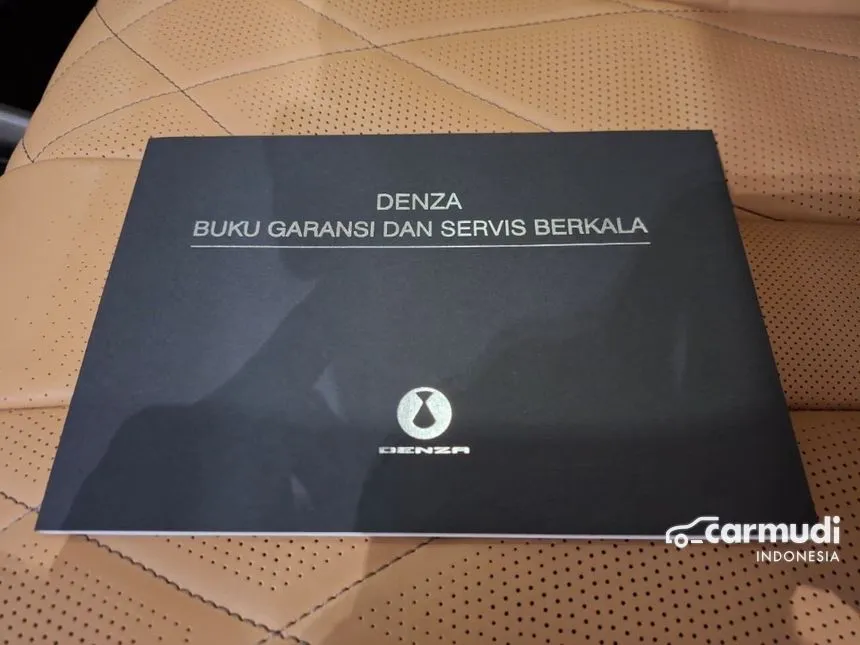 DENZA
BUKU GARANSI DAN SERVIS BERKALA
DENZA
carmudi
INDONESIA